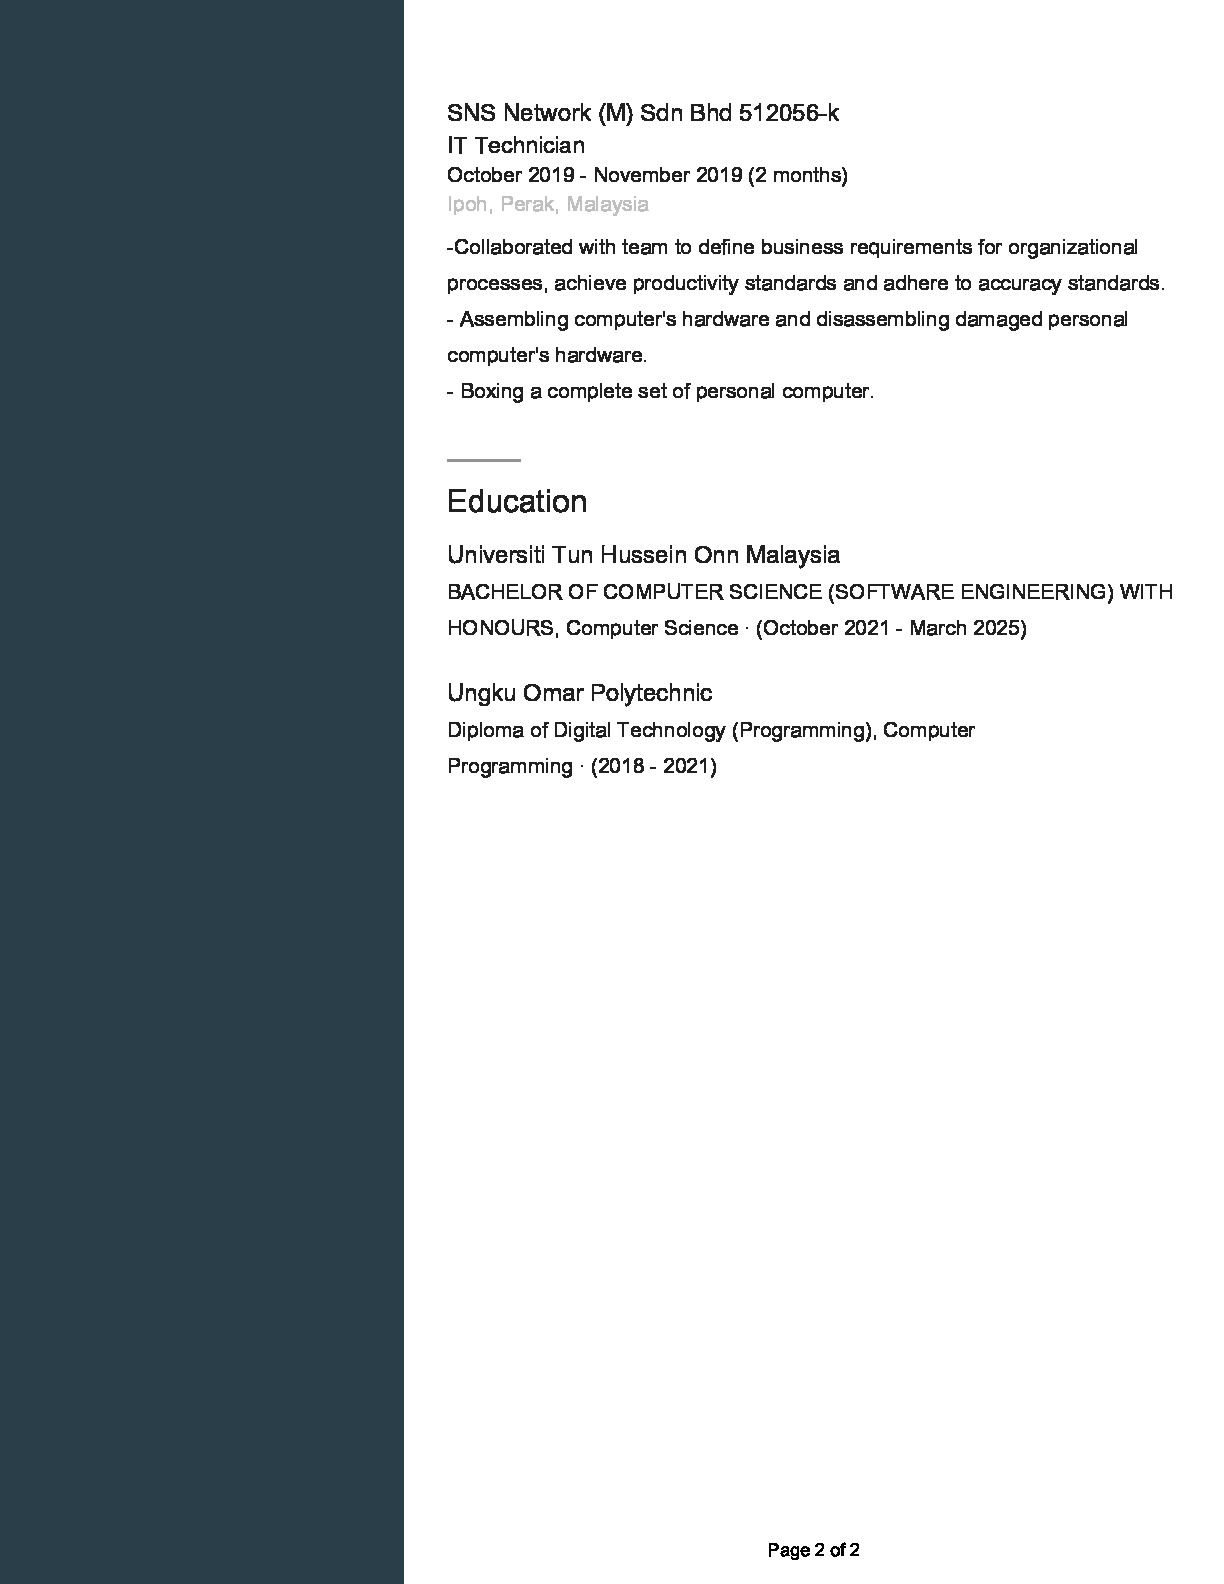 SNS Network (M) Sdn Bhd 512056-k
IT Technician
October 2019 - November 2019 (2 months)
Ipoh, Perak, Malaysia
-Collaborated with team to define business requirements for organizational
processes, achieve productivity standards and adhere to accuracy standards.
- Assembling computer's hardware and disassembling damaged personal
computer's hardware.
- Boxing a complete set of personal computer.
Education
Universiti Tun Hussein Onn Malaysia
BACHELOR OF COMPUTER SCIENCE (SOFTWARE ENGINEERING) WITH
HONOURS, Computer Science · (October 2021 - March 2025)
Ungku Omar Polytechnic
Diploma of Digital Technology (Programming), Computer
Programming · (2018 - 2021)
Page 2 of 2